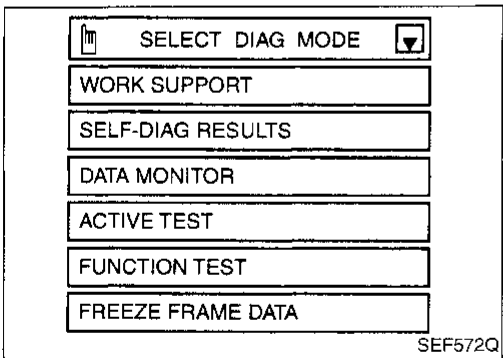 SELECT DIAG MODE
WORK SUPPORT
SELF-DIAG RESULTS
DATA MONITOR
ACTIVE TEST
FUNCTION TEST
FREEZE FRAME DATA
SEF572Q